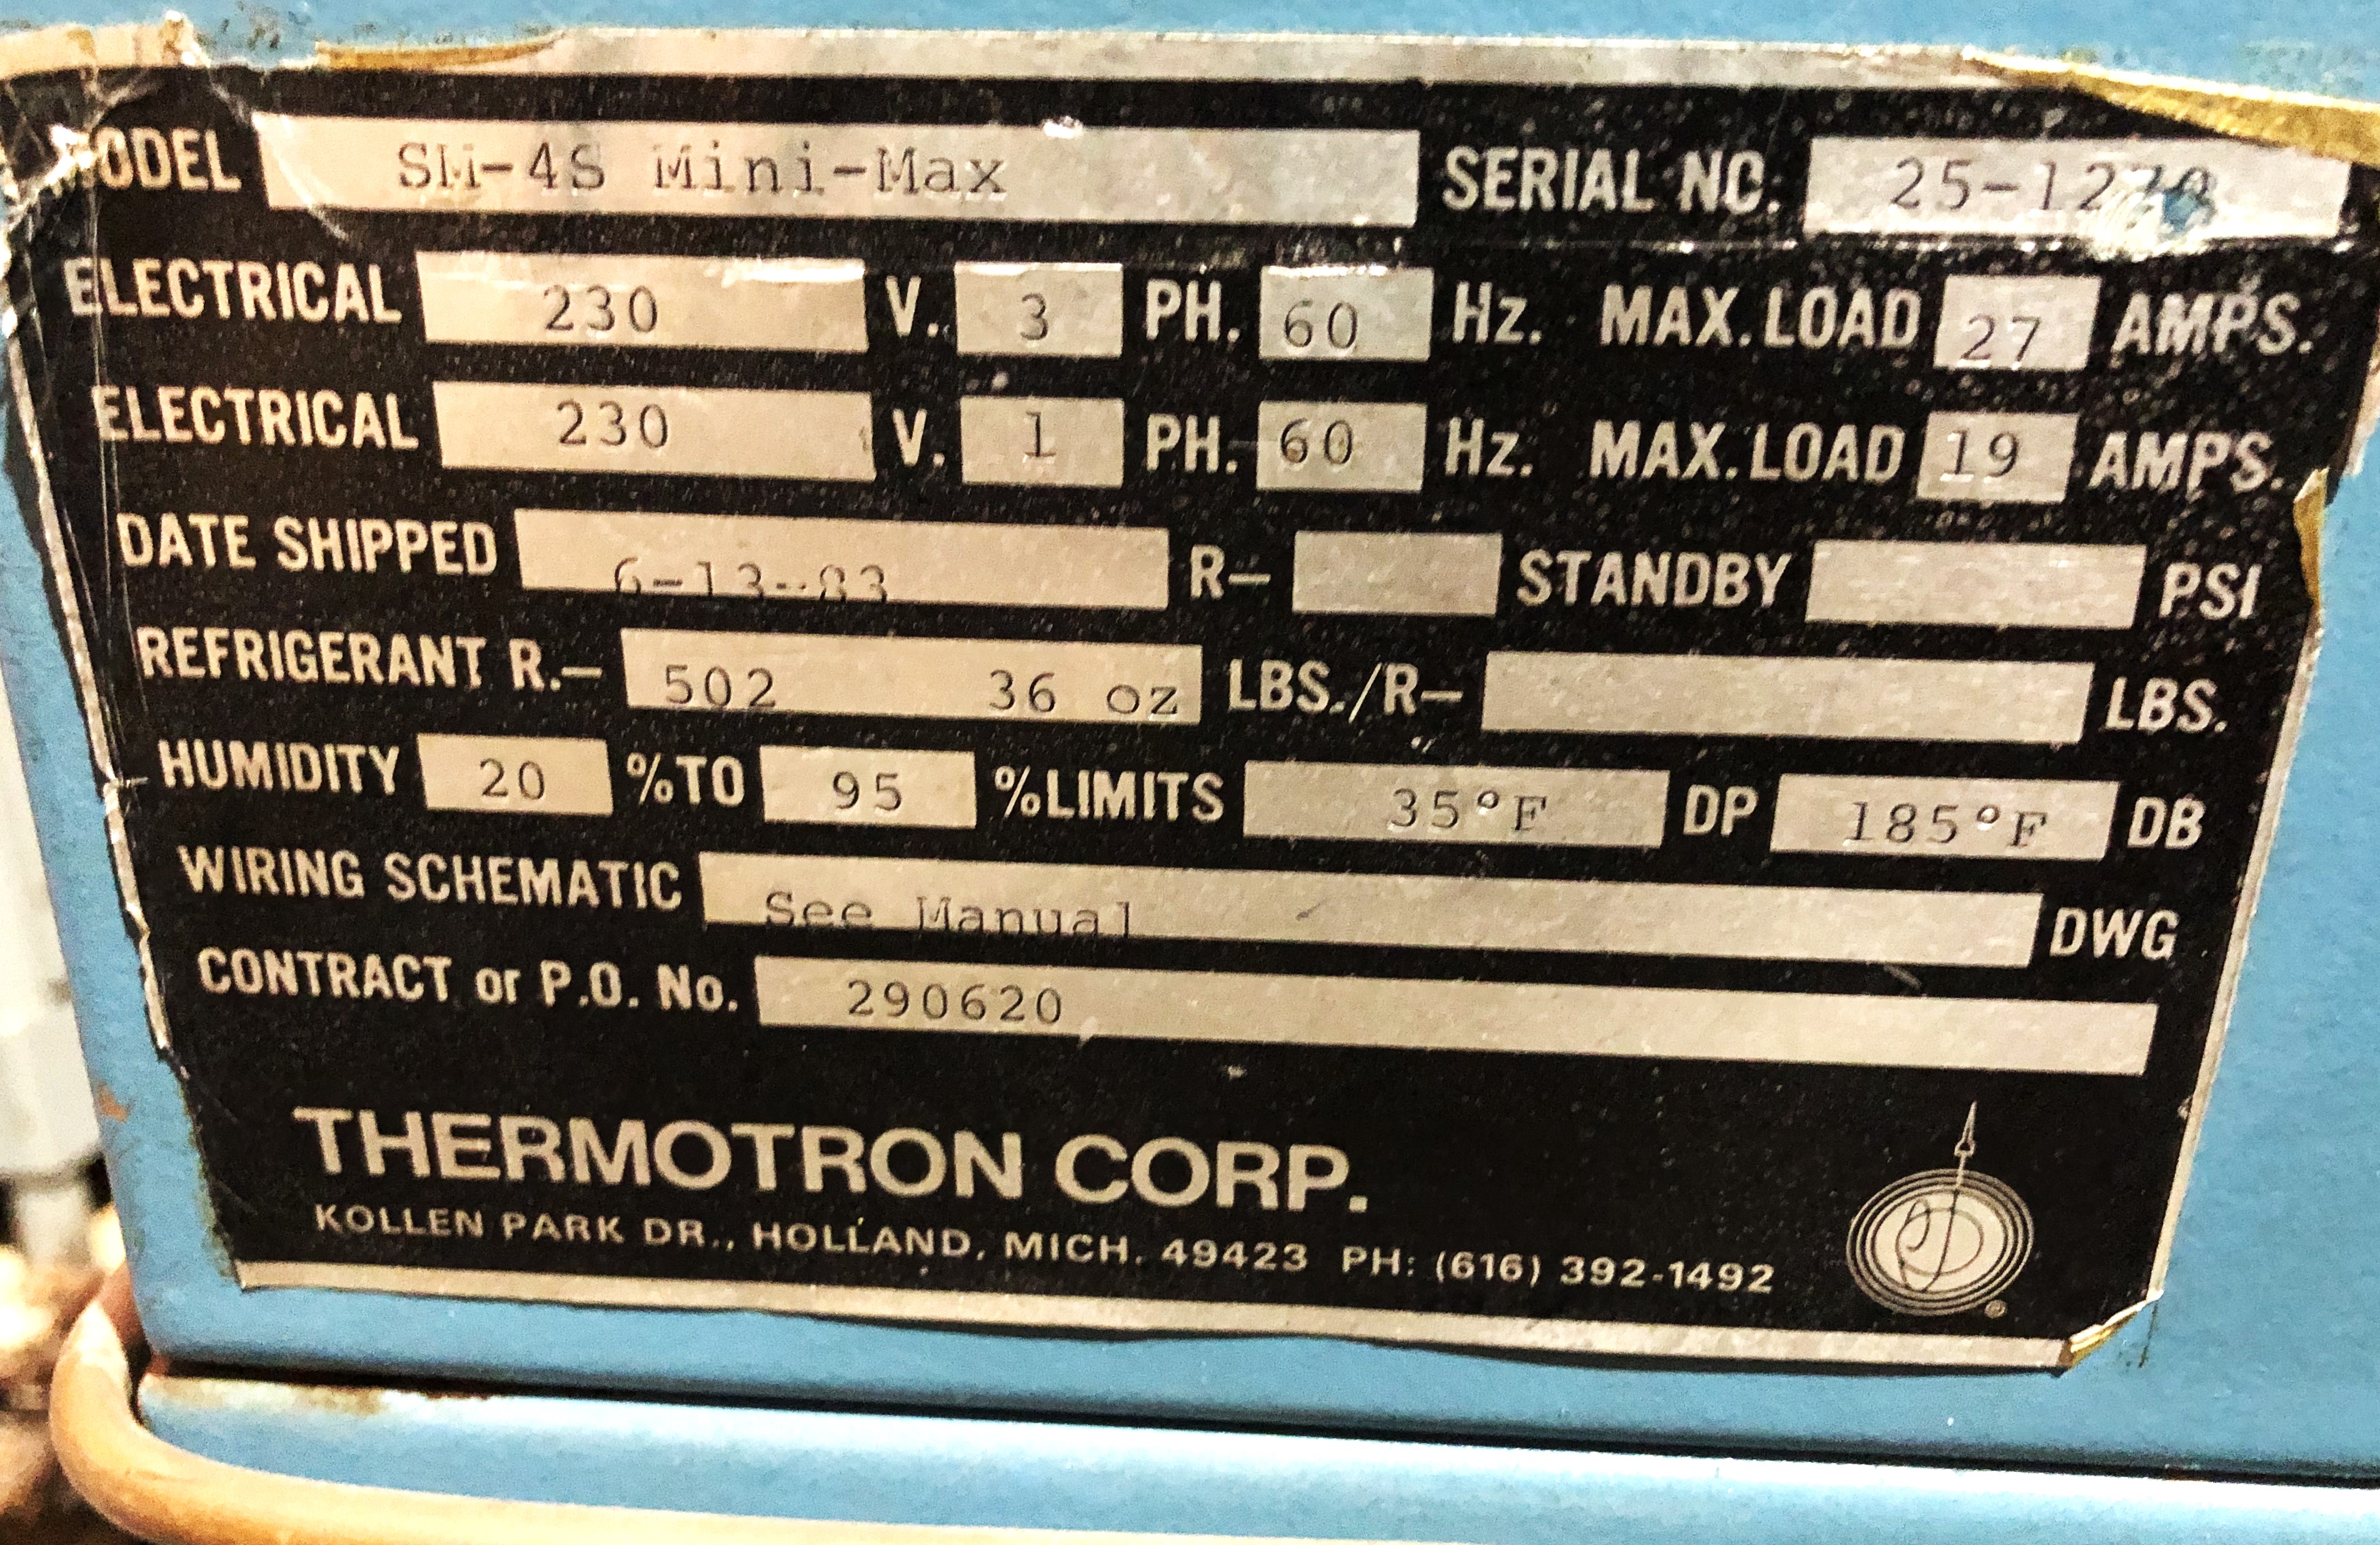 MODEL SM-4S Mini-Max SERIAL NO.
ELECTRICAL 230 V. 3 PH. 60 Hz. MAX. LOAD 27 AMPS.
ELECTRICAL 230 V. 1 PH. 60 Hz. MAX. LOAD 19 AMPS.
DATE SHIPPED 6-13-83 R- STANDBY PSI
REFRIGERANT R.- 502 36 oz LBS./R- LBS.
HUMIDITY 20 % TO 95 % LIMITS 35°F DP 185°F DB
WIRING SCHEMATIC See Manual DWG
CONTRACT or P.O. No. 290620
THERMOTRON CORP.
KOLLEN PARK DR., HOLLAND, MICH. 49423 PH: (616) 392-1492
®